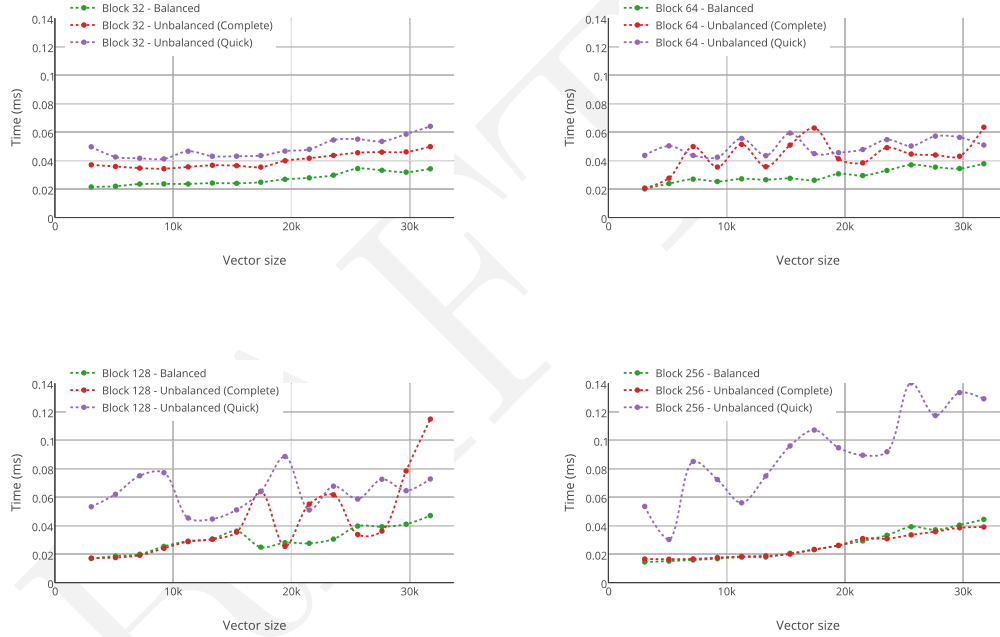 Block 32 - Balanced
Block 32 - Unbalanced (Complete)
Block 32 - Unbalanced (Quick)
0.14
0.12
0.1
0.08
0.06
0.04
0.02
0
Time (ms)
0
10k
20k
30k
Vector size
Block 64 - Balanced
Block 64 - Unbalanced (Complete)
Block 64 - Unbalanced (Quick)
0.14
0.12
0.1
0.08
0.06
0.04
0.02
0
Time (ms)
0
10k
20k
30k
Vector size
Block 128 - Balanced
Block 128 - Unbalanced (Complete)
Block 128 - Unbalanced (Quick)
0.14
0.12
0.1
0.08
0.06
0.04
0.02
0
Time (ms)
0
10k
20k
30k
Vector size
Block 256 - Balanced
Block 256 - Unbalanced (Complete)
Block 256 - Unbalanced (Quick)
0.14
0.12
0.1
0.08
0.06
0.04
0.02
0
Time (ms)
0
10k
20k
30k
Vector size